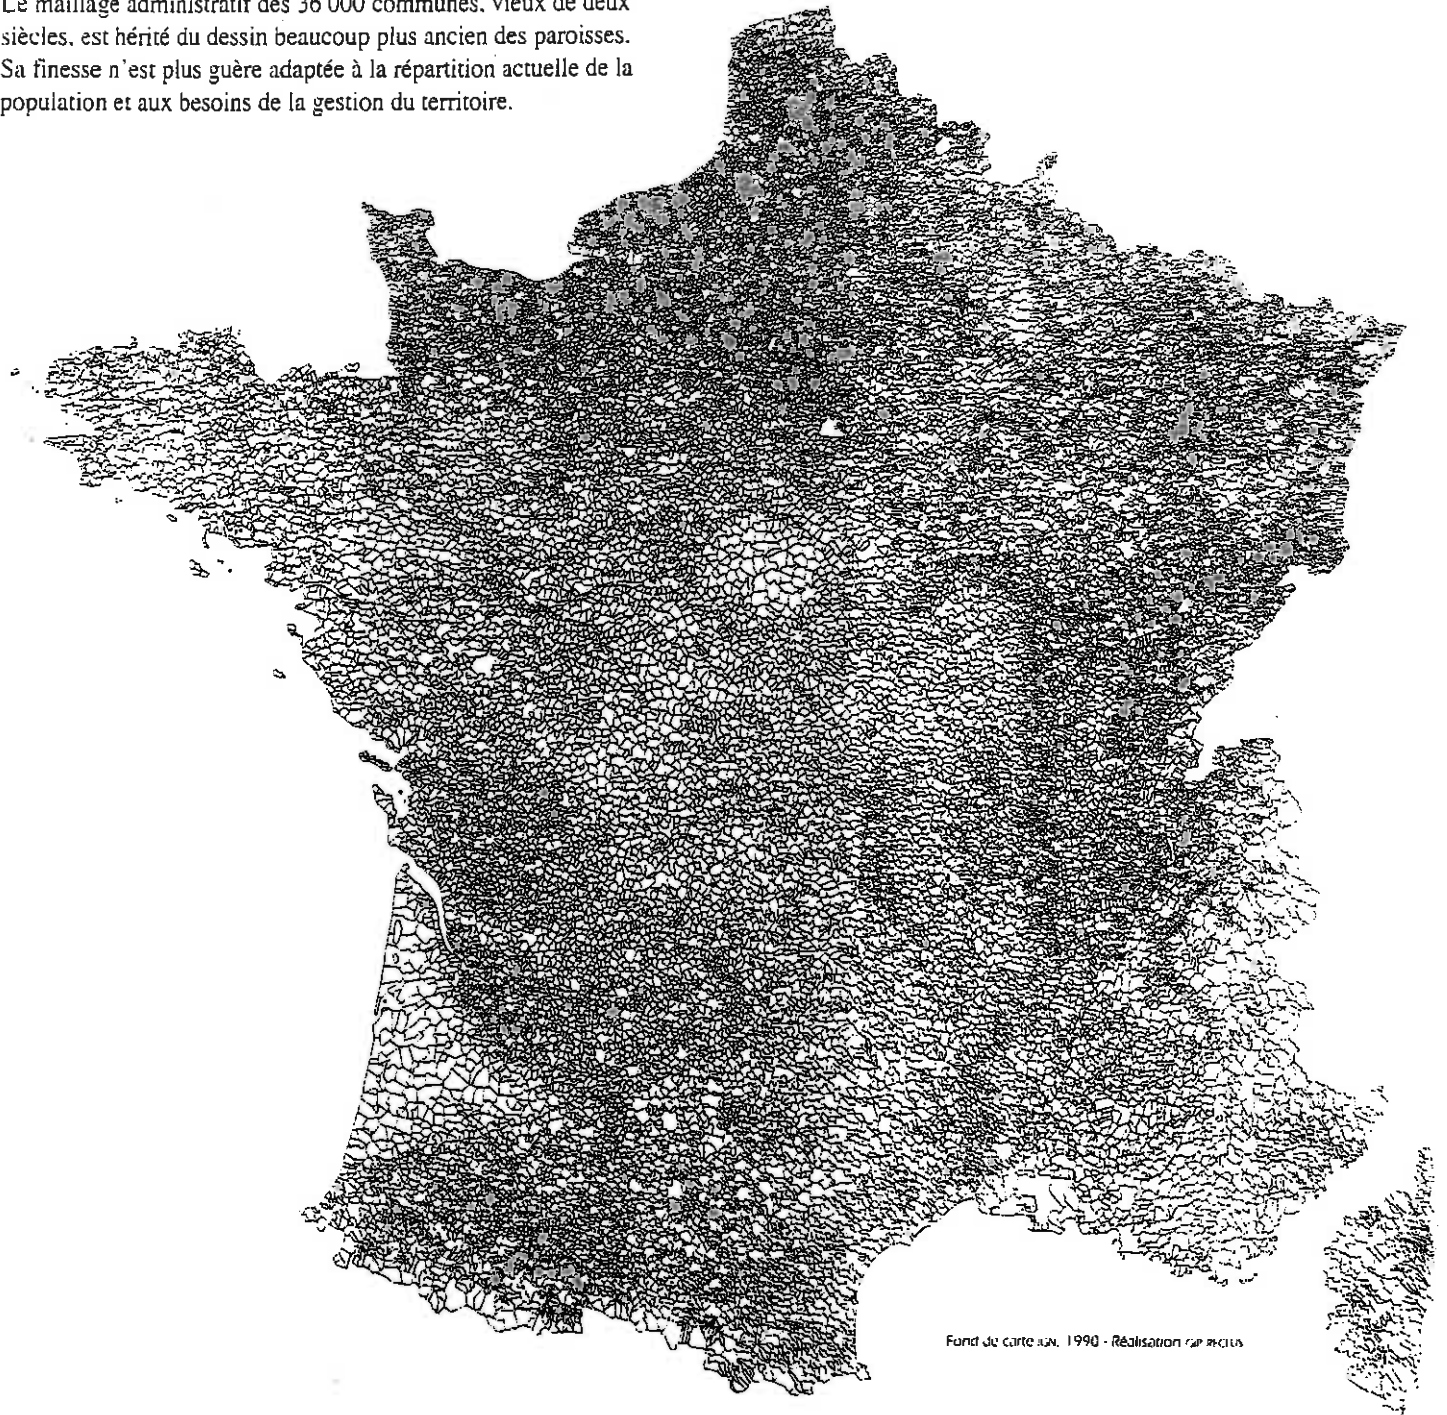 Le maillage administratif des 36 000 communes, vieux de deux
siècles, est hérité du dessin beaucoup plus ancien des paroisses.
Sa finesse n'est plus guère adaptée à la répartition actuelle de la
population et aux besoins de la gestion du territoire.
Fond de carte IGN, 1990 - Réalisation GIP RECLUS